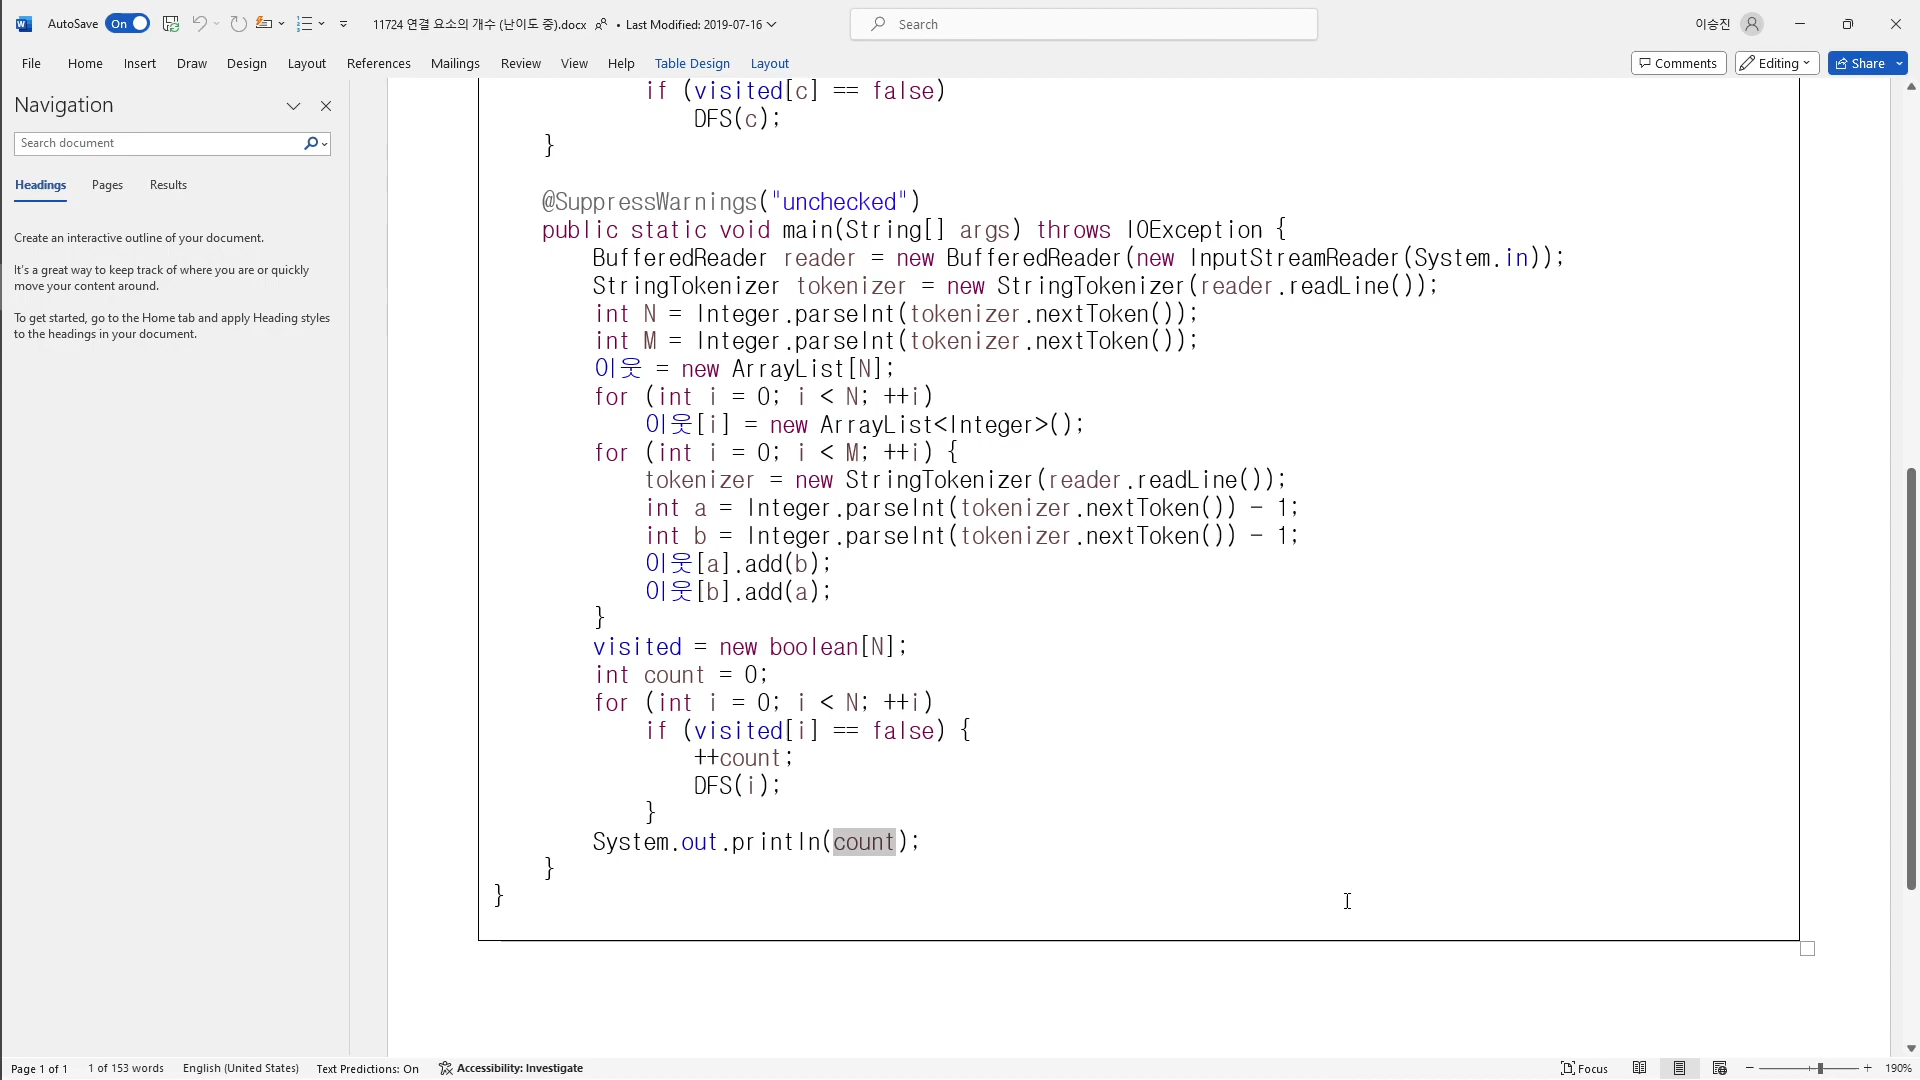 AutoSave On 11724 연결 요소의 개수 (난이도 중).docx • Last Modified: 2019-07-16 Search 이승진
File Home Insert Draw Design Layout References Mailings Review View Help Table Design Layout Comments Editing Share
Navigation
Search document
Headings Pages Results
Create an interactive outline of your document.
It's a great way to keep track of where you are or quickly
move your content around.
To get started, go to the Home tab and apply Heading styles
to the headings in your document.
if (visited[c] == false)
DFS(c);
}
@SuppressWarnings("unchecked")
public static void main(String[] args) throws IOException {
BufferedReader reader = new BufferedReader(new InputStreamReader(System.in));
StringTokenizer tokenizer = new StringTokenizer(reader.readLine());
int N = Integer.parseInt(tokenizer.nextToken());
int M = Integer.parseInt(tokenizer.nextToken());
이웃 = new ArrayList[N];
for (int i = 0; i < N; ++i)
이웃[i] = new ArrayList<Integer>();
for (int i = 0; i < M; ++i) {
tokenizer = new StringTokenizer(reader.readLine());
int a = Integer.parseInt(tokenizer.nextToken()) - 1;
int b = Integer.parseInt(tokenizer.nextToken()) - 1;
이웃[a].add(b);
이웃[b].add(a);
}
visited = new boolean[N];
int count = 0;
for (int i = 0; i < N; ++i)
if (visited[i] == false) {
++count;
DFS(i);
}
System.out.println(count);
}
}
Page 1 of 1 1 of 153 words English (United States) Text Predictions: On Accessibility: Investigate Focus 190%